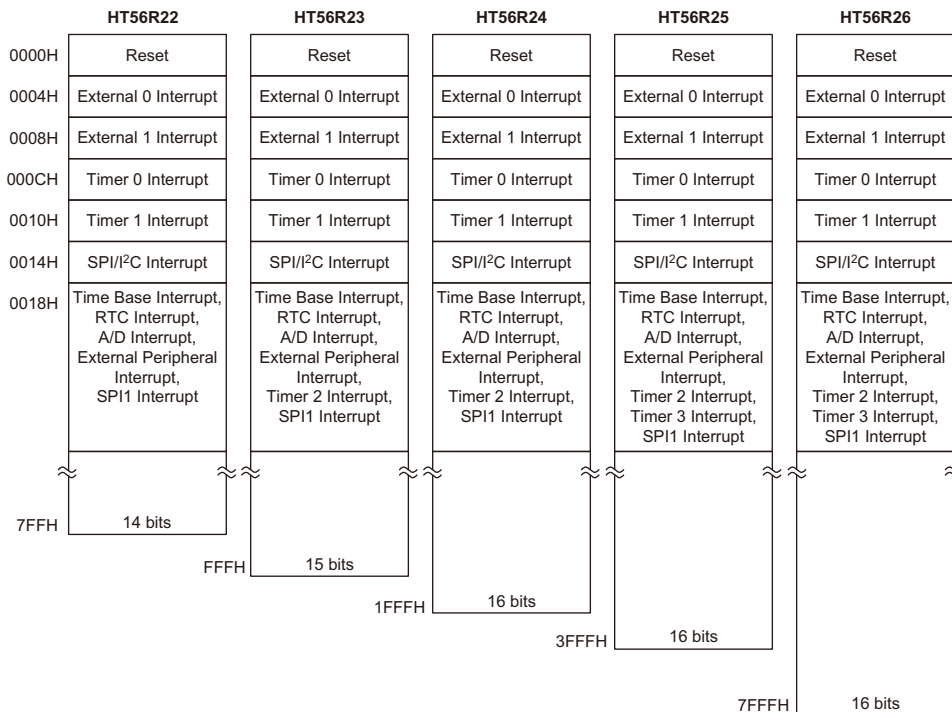 HT56R22 HT56R23 HT56R24 HT56R25 HT56R26
0000H Reset Reset Reset Reset Reset
0004H External 0 Interrupt External 0 Interrupt External 0 Interrupt External 0 Interrupt External 0 Interrupt
0008H External 1 Interrupt External 1 Interrupt External 1 Interrupt External 1 Interrupt External 1 Interrupt
000CH Timer 0 Interrupt Timer 0 Interrupt Timer 0 Interrupt Timer 0 Interrupt Timer 0 Interrupt
0010H Timer 1 Interrupt Timer 1 Interrupt Timer 1 Interrupt Timer 1 Interrupt Timer 1 Interrupt
0014H SPI/I²C Interrupt SPI/I²C Interrupt SPI/I²C Interrupt SPI/I²C Interrupt SPI/I²C Interrupt
0018H Time Base Interrupt, Time Base Interrupt, Time Base Interrupt, Time Base Interrupt, Time Base Interrupt,
RTC Interrupt, RTC Interrupt, RTC Interrupt, RTC Interrupt, RTC Interrupt,
A/D Interrupt, A/D Interrupt, A/D Interrupt, A/D Interrupt, A/D Interrupt,
External Peripheral External Peripheral External Peripheral External Peripheral External Peripheral
Interrupt, Interrupt, Interrupt, Interrupt, Interrupt,
SPI1 Interrupt Timer 2 Interrupt, Timer 2 Interrupt, Timer 2 Interrupt, Timer 2 Interrupt,
SPI1 Interrupt SPI1 Interrupt Timer 3 Interrupt, Timer 3 Interrupt,
SPI1 Interrupt SPI1 Interrupt
7FFH 14 bits
FFFH 15 bits
1FFFH 16 bits
3FFFH 16 bits
7FFFH 16 bits